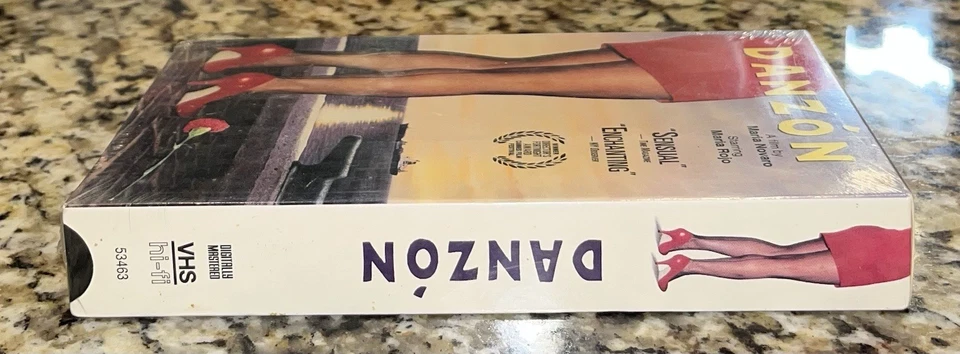 DANZÓN
A film by
María Novaro
Starring
María Rojo
"SENSUAL"
"ENCHANTING"
DANZÓN
DIGITALLY
MASTERED
VHS
hi-fi
53463